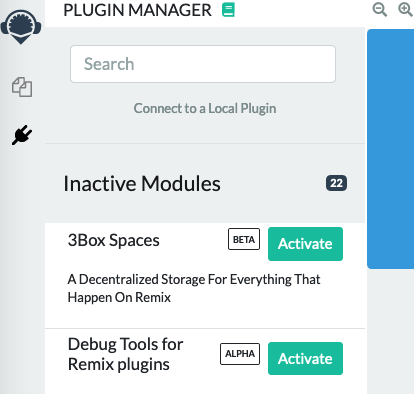 PLUGIN MANAGER
Search
Connect to a Local Plugin
Inactive Modules 22
3Box Spaces BETA Activate
A Decentralized Storage For Everything That
Happen On Remix
Debug Tools for
Remix plugins ALPHA Activate